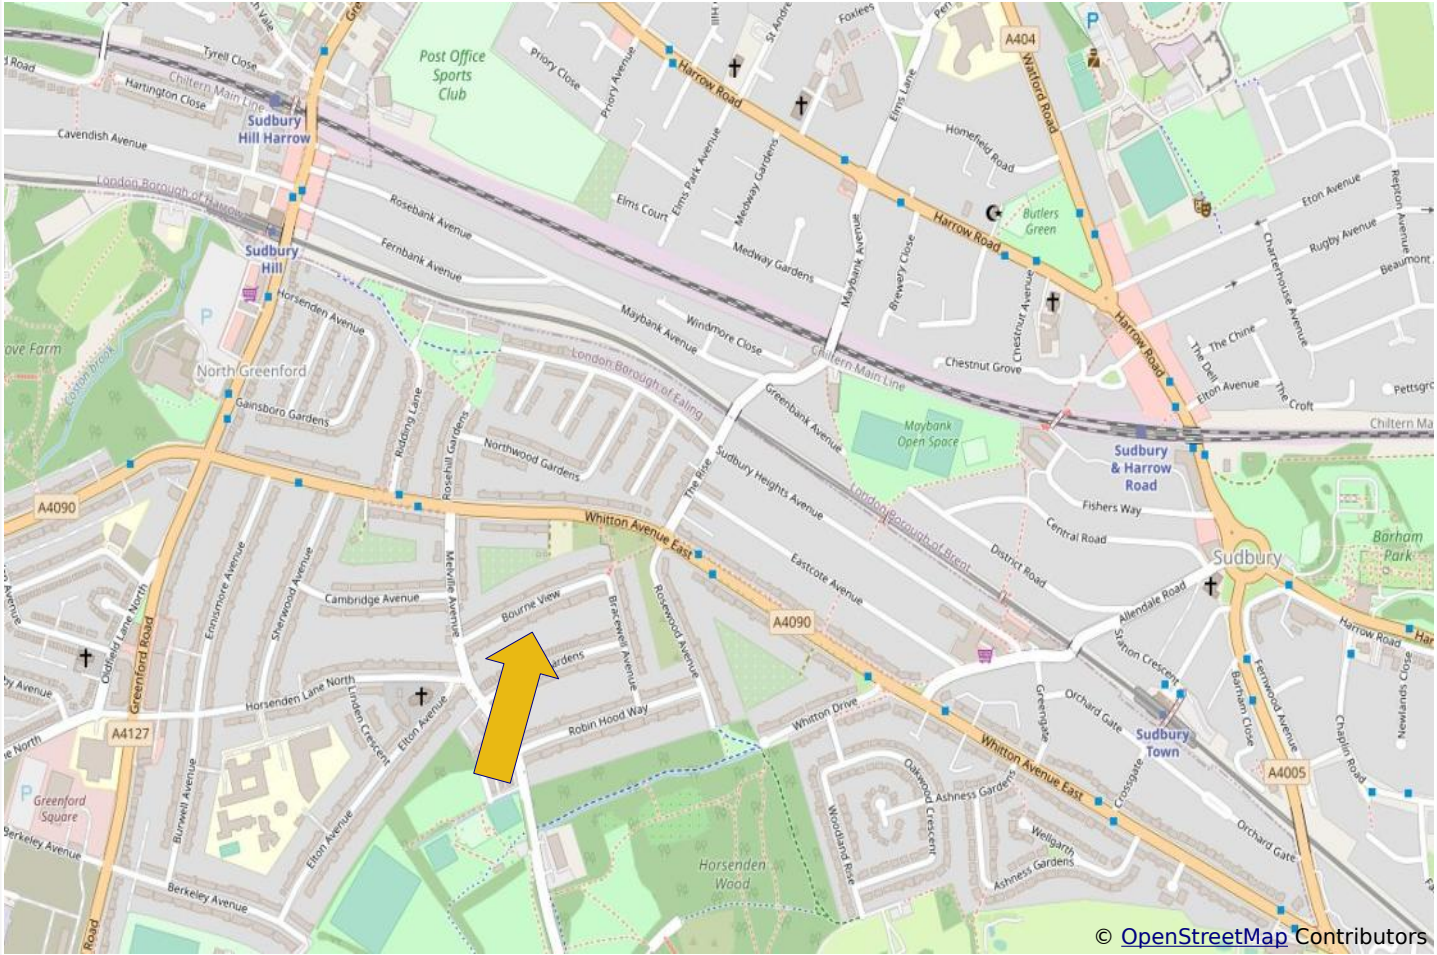 Tyrell Close
Hartington Close
Chiltern Main Line
Sudbury
Hill Harrow
Cavendish Avenue
London Borough of Harrow
Sudbury
Hill
Rosebank Avenue
Fernbank Avenue
Post Office
Sports
Club
Priory Close
Priory Avenue
Harrow Road
Elms Park Avenue
Elms Court
Medway Gardens
Medway Gardens
Foxlees
Elms Lane
A404
Watford Road
P
Homefield Road
Butlers
Green
Harrow Road
Maybank Avenue
Brewery Close
Chestnut Avenue
Chestnut Grove
Eton Avenue
Rugby Avenue
Repton Avenue
Charterhouse Avenue
Beaumont
Harrow Road
The Chine
The Dell
Elton Avenue
The Croft
Pettsgro
Chiltern Ma
P
Horsenden Avenue
North Greenford
Gainsboro Gardens
Ridding Lane
Rosehill Gardens
Northwood Gardens
London Borough of Ealing
Maybank Avenue
Windmore Close
Chiltern Main Line
Greenbank Avenue
Maybank
Open Space
Sudbury
& Harrow
Road
The Rise
Sudbury Heights Avenue
London Borough of Brent
Fishers Way
Central Road
District Road
Eastcote Avenue
Sudbury
Barham
Park
A4090
Whitton Avenue East
A4090
Ennismore Avenue
Sherwood Avenue
Cambridge Avenue
Melville Avenue
Bourne View
Bracewell Avenue
Rosewood Avenue
Oldfield Lane North
Greenford Road
Horsenden Lane North
Linden Crescent
Elton Avenue
Robin Hood Way
Whitton Drive
Allendale Road
Station Crescent
Harrow Road
Greengate
Orchard Gate
Sudbury
Town
Barham Close
Fernwood Avenue
Chaplin Road
Newlands Close
A4127
A4005
P
Greenford
Square
Berkeley Avenue
Burwell Avenue
Elton Avenue
Berkeley Avenue
Road
Horsenden
Wood
Woodland Rise
Oakwood Crescent
Ashness Gardens
Whitton Avenue East
Crossgate
Wellgarth
Ashness Gardens
Orchard Gate
© OpenStreetMap Contributors